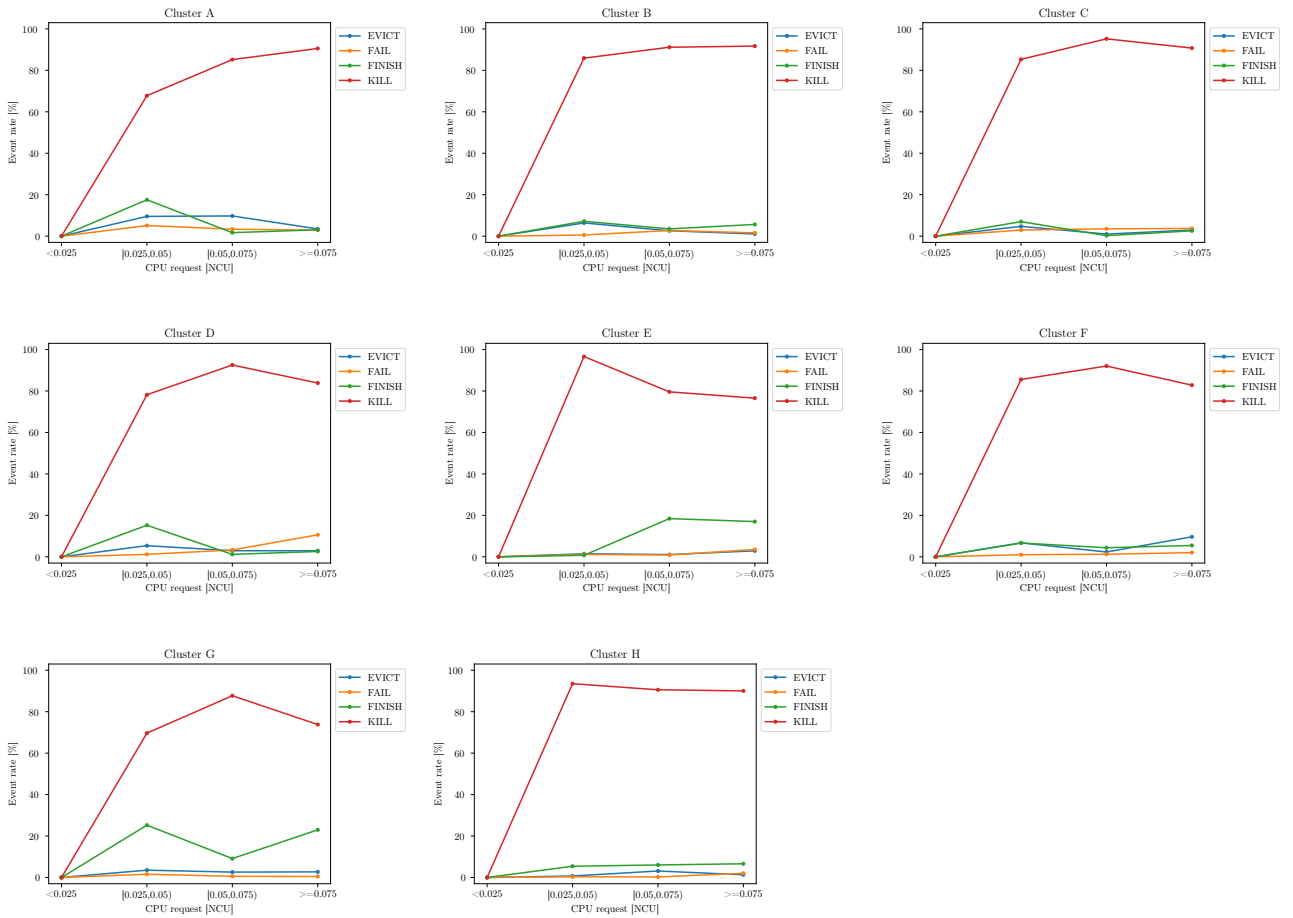 Cluster A
100
80
60
40
20
0
Event rate [%]
<0.025
[0.025,0.05)
[0.05,0.075)
>=0.075
CPU request [NCU]
EVICT
FAIL
FINISH
KILL
Cluster B
100
80
60
40
20
0
Event rate [%]
<0.025
[0.025,0.05)
[0.05,0.075)
>=0.075
CPU request [NCU]
EVICT
FAIL
FINISH
KILL
Cluster C
100
80
60
40
20
0
Event rate [%]
<0.025
[0.025,0.05)
[0.05,0.075)
>=0.075
CPU request [NCU]
EVICT
FAIL
FINISH
KILL
Cluster D
100
80
60
40
20
0
Event rate [%]
<0.025
[0.025,0.05)
[0.05,0.075)
>=0.075
CPU request [NCU]
EVICT
FAIL
FINISH
KILL
Cluster E
100
80
60
40
20
0
Event rate [%]
<0.025
[0.025,0.05)
[0.05,0.075)
>=0.075
CPU request [NCU]
EVICT
FAIL
FINISH
KILL
Cluster F
100
80
60
40
20
0
Event rate [%]
<0.025
[0.025,0.05)
[0.05,0.075)
>=0.075
CPU request [NCU]
EVICT
FAIL
FINISH
KILL
Cluster G
100
80
60
40
20
0
Event rate [%]
<0.025
[0.025,0.05)
[0.05,0.075)
>=0.075
CPU request [NCU]
EVICT
FAIL
FINISH
KILL
Cluster H
100
80
60
40
20
0
Event rate [%]
<0.025
[0.025,0.05)
[0.05,0.075)
>=0.075
CPU request [NCU]
EVICT
FAIL
FINISH
KILL